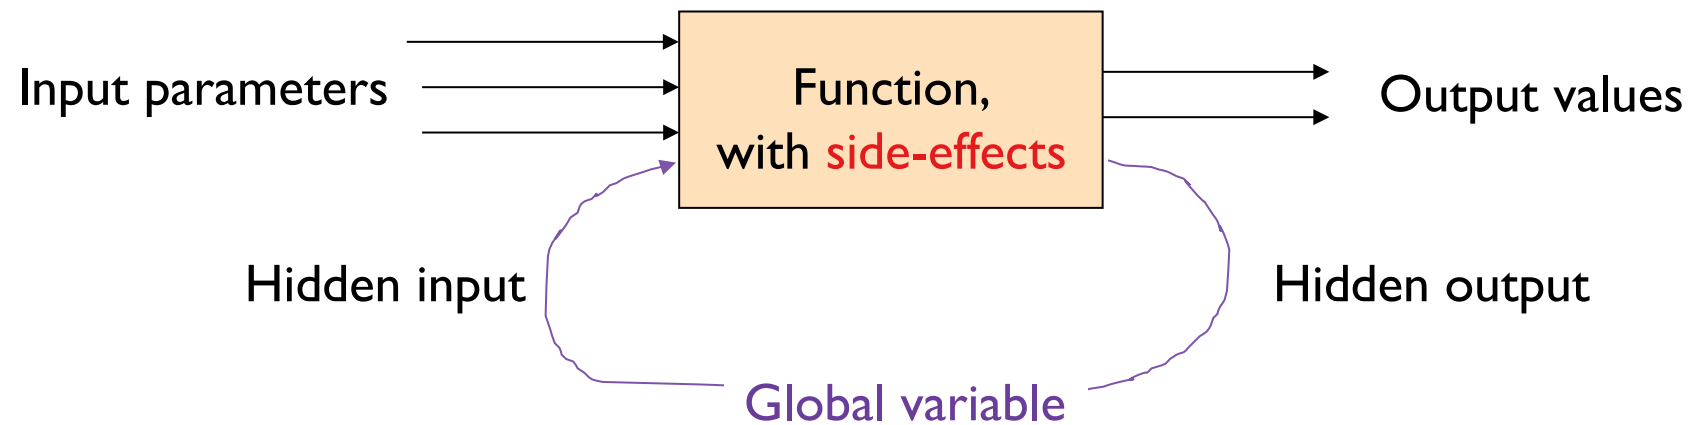 Input parameters
Function,
with side-effects
Output values
Hidden input
Hidden output
Global variable